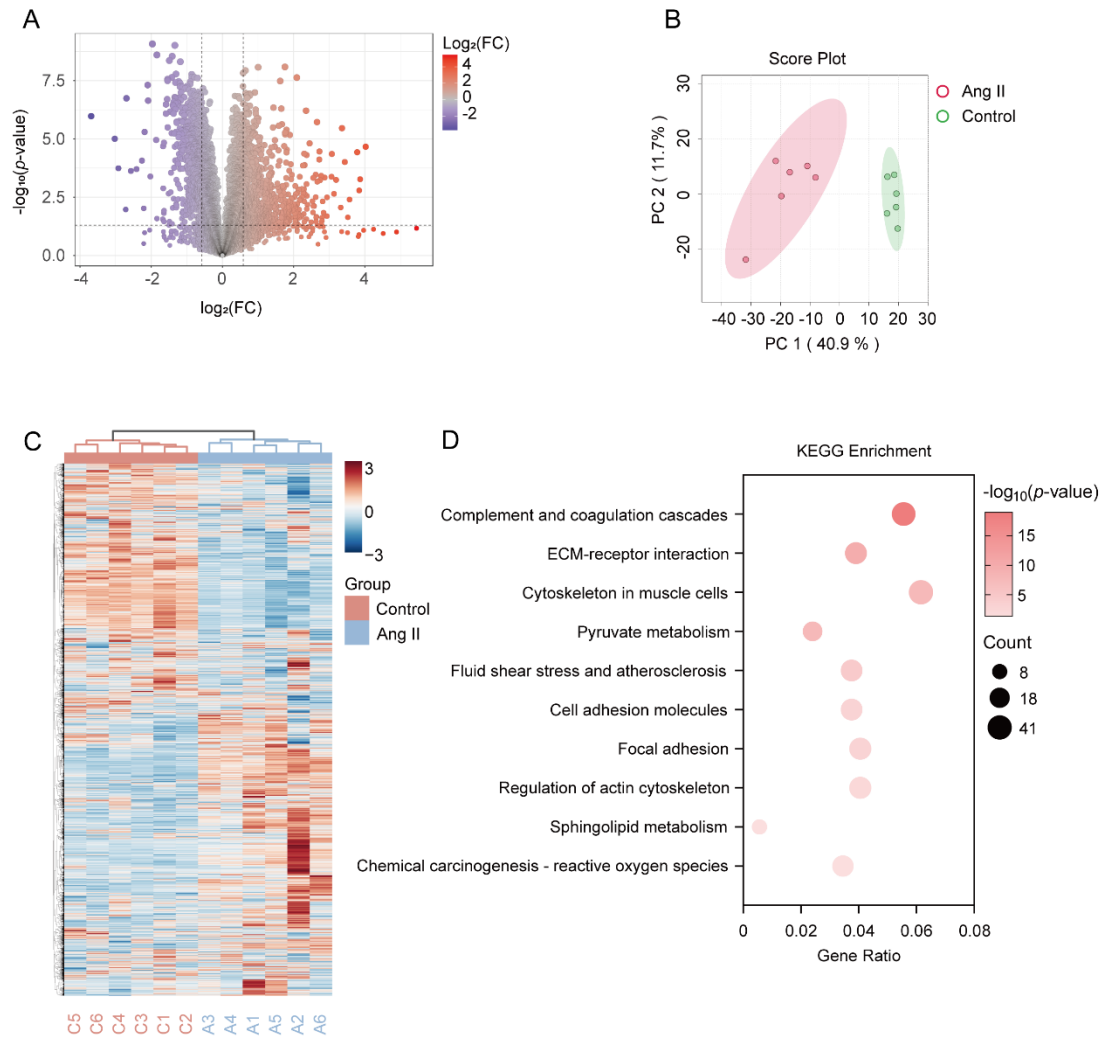 A
Log₂(FC)
4
2
0
-2
7.5
5.0
2.5
0.0
-log₁₀(p-value)
-4
-2
0
2
4
log₂(FC)
B
Score Plot
Ang II
Control
30
20
0
-20
PC 2 ( 11.7% )
-40
-30
-20
-10
0
10
20
30
PC 1 ( 40.9 % )
C
3
0
−3
Group
Control
Ang II
C5
C6
C4
C3
C1
C2
A3
A4
A1
A5
A2
A6
D
KEGG Enrichment
Complement and coagulation cascades
ECM-receptor interaction
Cytoskeleton in muscle cells
Pyruvate metabolism
Fluid shear stress and atherosclerosis
Cell adhesion molecules
Focal adhesion
Regulation of actin cytoskeleton
Sphingolipid metabolism
Chemical carcinogenesis - reactive oxygen species
0
0.02
0.04
0.06
0.08
Gene Ratio
-log₁₀(p-value)
15
10
5
Count
8
18
41